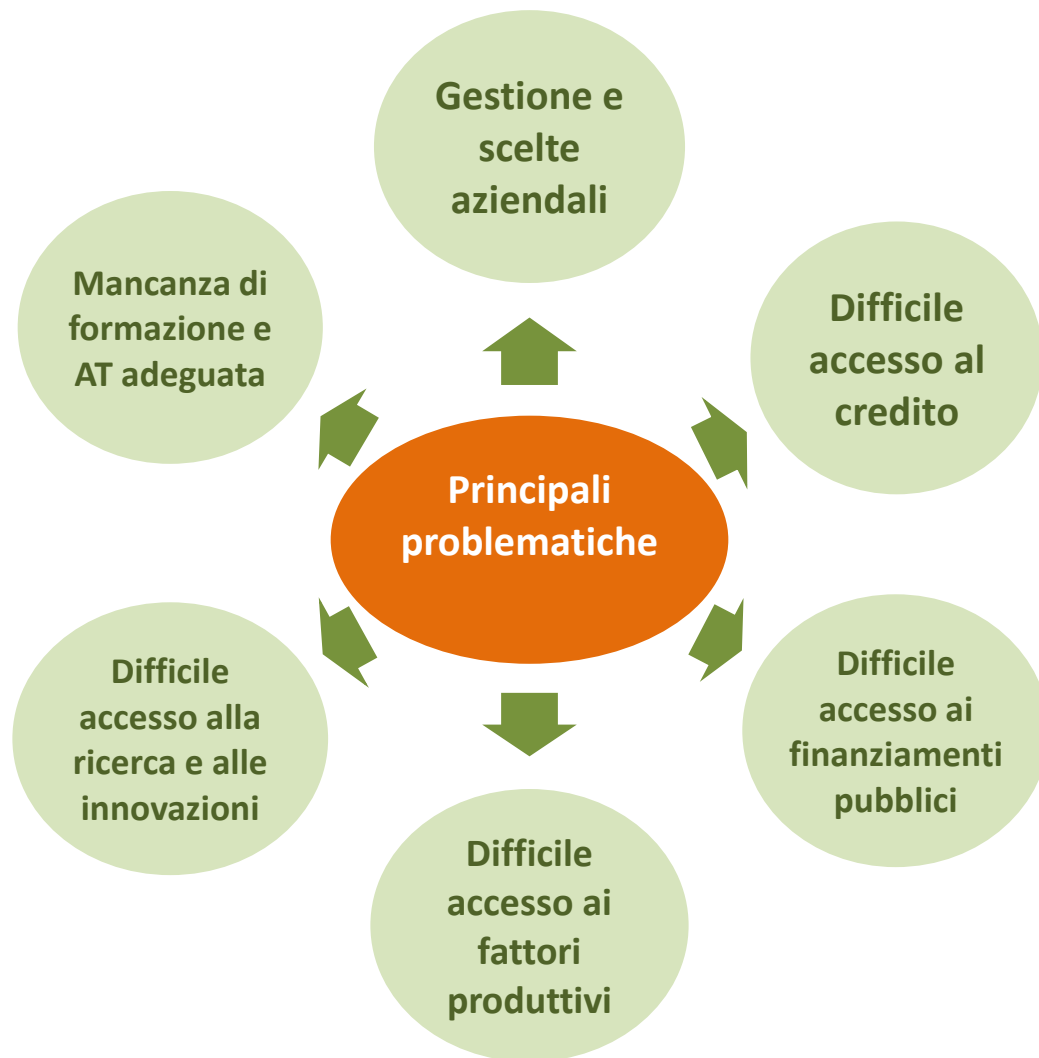 Gestione e
scelte
aziendali
Difficile
accesso al
credito
Difficile
accesso ai
finanziamenti
pubblici
Difficile
accesso ai
fattori
produttivi
Difficile
accesso alla
ricerca e alle
innovazioni
Mancanza di
formazione e
AT adeguata
Principali
problematiche